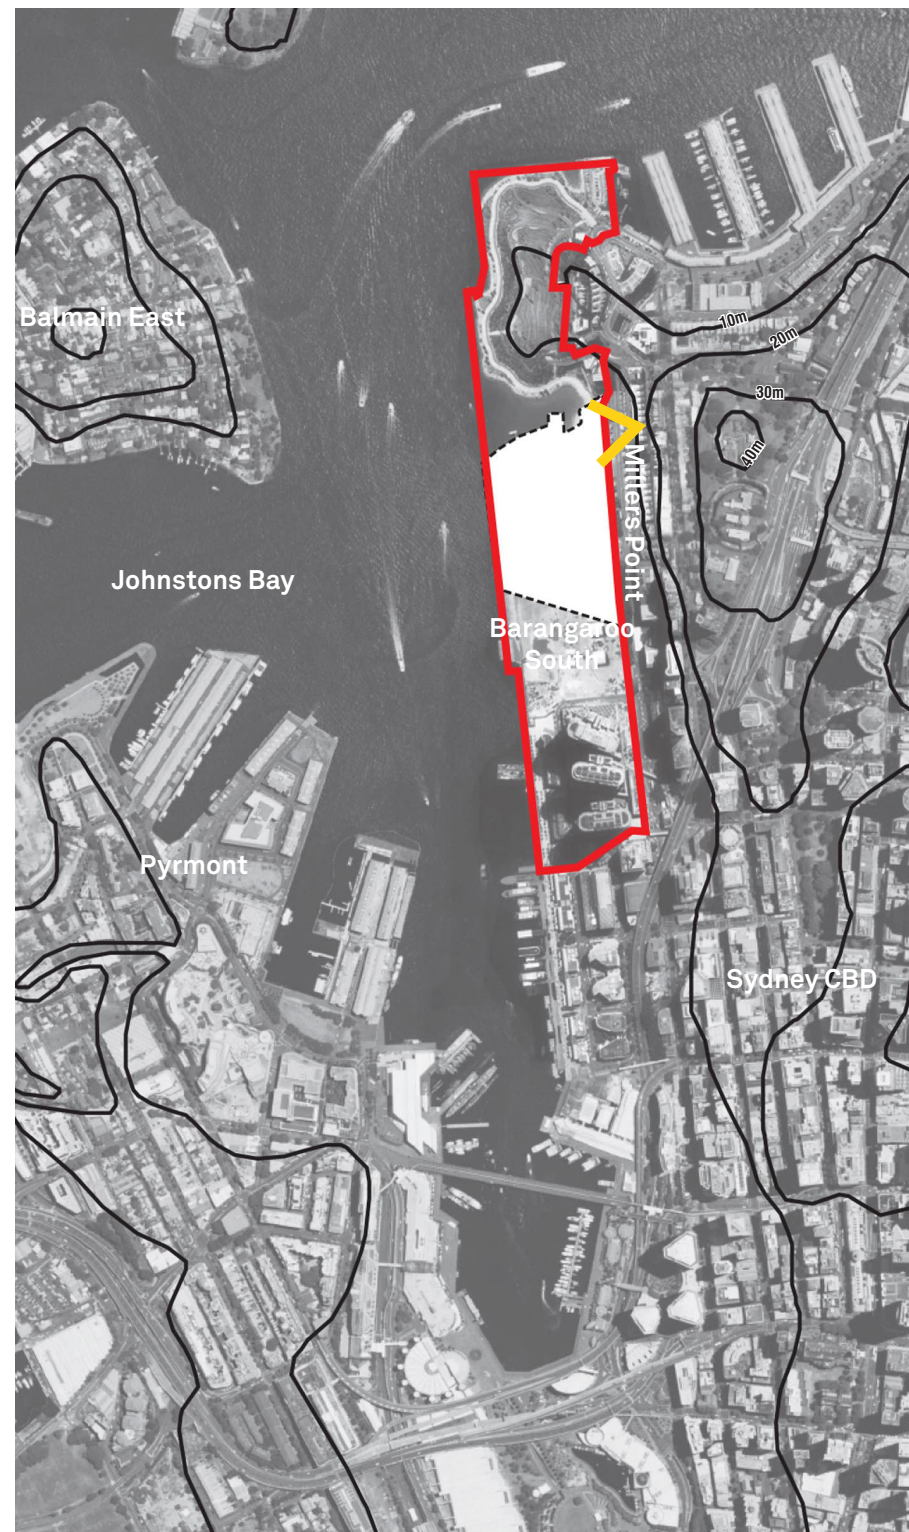 Balmain East
10m
20m
30m
40m
Millers Point
Johnstons Bay
Barangaroo
South
Pyrmont
Sydney CBD